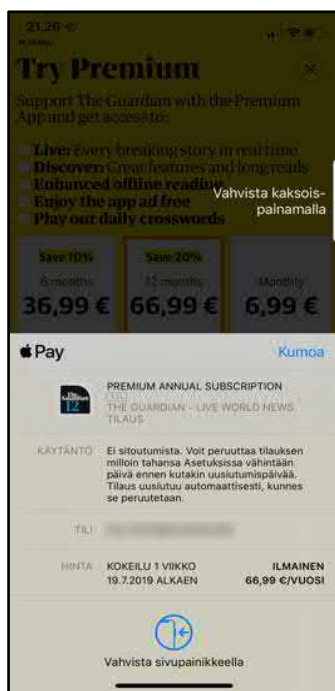 21.26
Try Premium
Support The Guardian with the Premium
App and get access to:
Live: Every breaking story in real time
Discover: Great features and long reads
Enhanced offline reading
Enjoy the app ad free
Play our daily crosswords
Vahvista kaksois-
painamalla
Save 10% Save 20%
6 months 12 months Monthly
36,99 € 66,99 € 6,99 €
Pay Kumoa
PREMIUM ANNUAL SUBSCRIPTION
THE GUARDIAN - LIVE WORLD NEWS
TILAUS
KÄYTÄNTÖ Ei sitoutumista. Voit peruuttaa tilauksen
milloin tahansa Asetuksissa vähintään
päivä ennen kutakin uusiutumispäivää.
Tilaus uusiutuu automaattisesti, kunnes
se peruutetaan.
TILI
HINTA KOKEILU 1 VIIKKO ILMAINEN
19.7.2019 ALKAEN 66,99 €/VUOSI
Vahvista sivupainikkeella